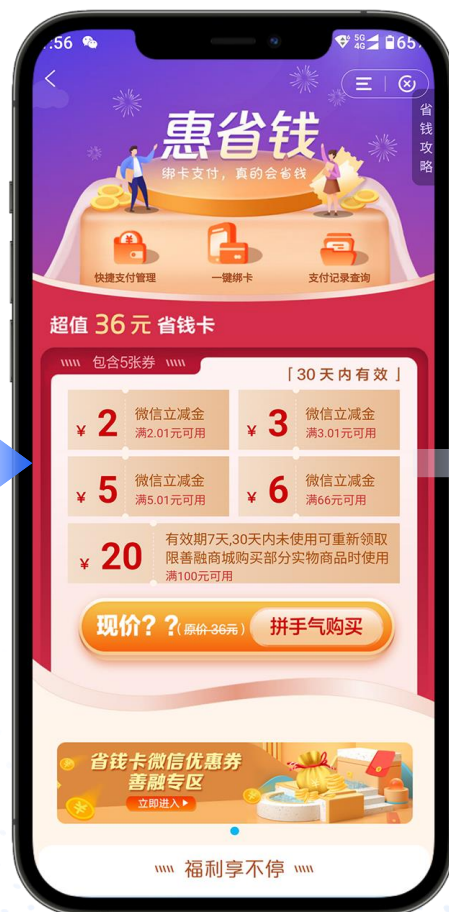 :56
5G
4G
65
省钱攻略
惠省钱
绑卡支付，真的会省钱
快捷支付管理 一键绑卡 支付记录查询
超值 36元 省钱卡
包含5张券
「30天内有效」
¥ 2 微信立减金 满2.01元可用
¥ 3 微信立减金 满3.01元可用
¥ 5 微信立减金 满5.01元可用
¥ 6 微信立减金 满66元可用
¥ 20
有效期7天,30天内未使用可重新领取
限善融商城购买部分实物商品时使用
满100元可用
现价？？(原价 36元) 拼手气购买
省钱卡微信优惠券
善融专区
立即进入
福利享不停